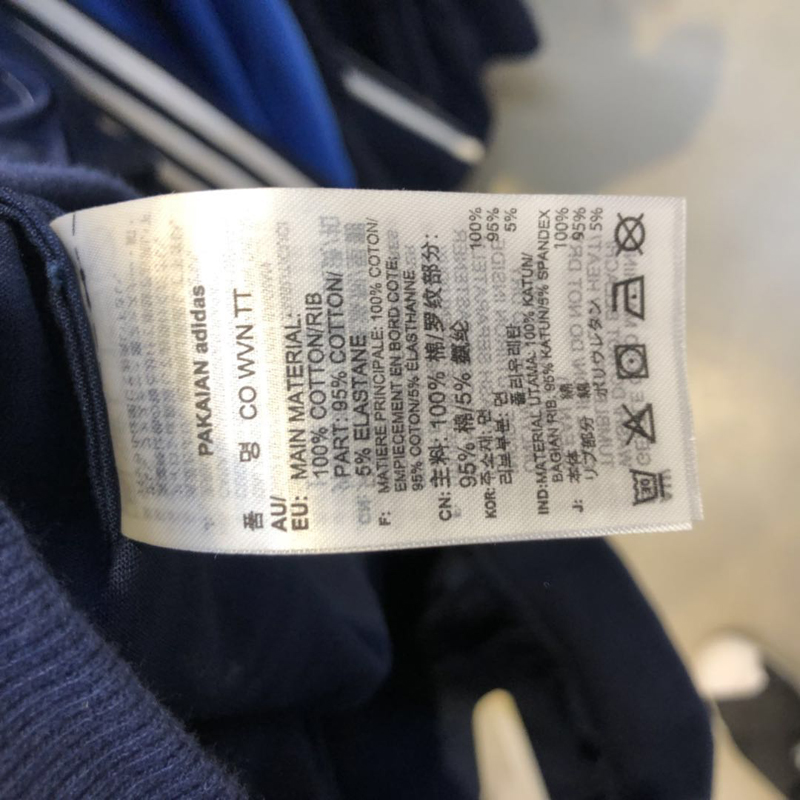 PAKAIAN adidas
품 명 CO WVN TT
AU/
EU: MAIN MATERIAL:
100% COTTON/RIB
PART: 95% COTTON/
5% ELASTANE
F: MATIERE PRINCIPALE: 100% COTON/
EMPIECEMENT EN BORD COTE:
95% COTON/5% ELASTHANNE
CN: 主料: 100% 棉/罗纹部分:
95% 棉/5% 氨纶
KOR: 주소재: 면 100%
리브부분: 면 95%
폴리우레탄 5%
IND: MATERIAL UTAMA: 100% KATUN/
BAGIAN RIB: 95% KATUN/5% SPANDEX
J: 本体 綿 100%
リブ部分 綿 95%
ポリウレタン 5%